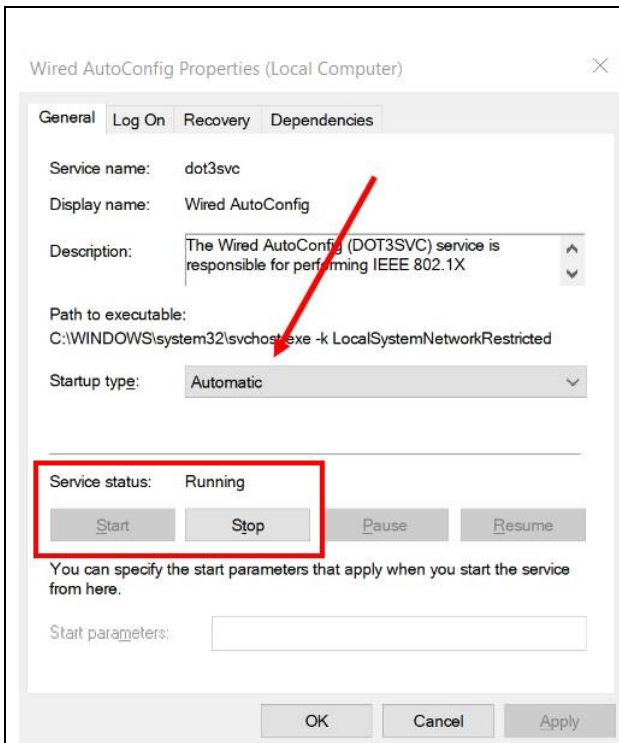 Wired AutoConfig Properties (Local Computer)
General Log On Recovery Dependencies
Service name: dot3svc
Display name: Wired AutoConfig
Description: The Wired AutoConfig (DOT3SVC) service is
responsible for performing IEEE 802.1X
Path to executable:
C:\WINDOWS\system32\svchost.exe -k LocalSystemNetworkRestricted
Startup type: Automatic
Service status: Running
Start Stop Pause Resume
You can specify the start parameters that apply when you start the service
from here.
Start parameters:
OK Cancel Apply